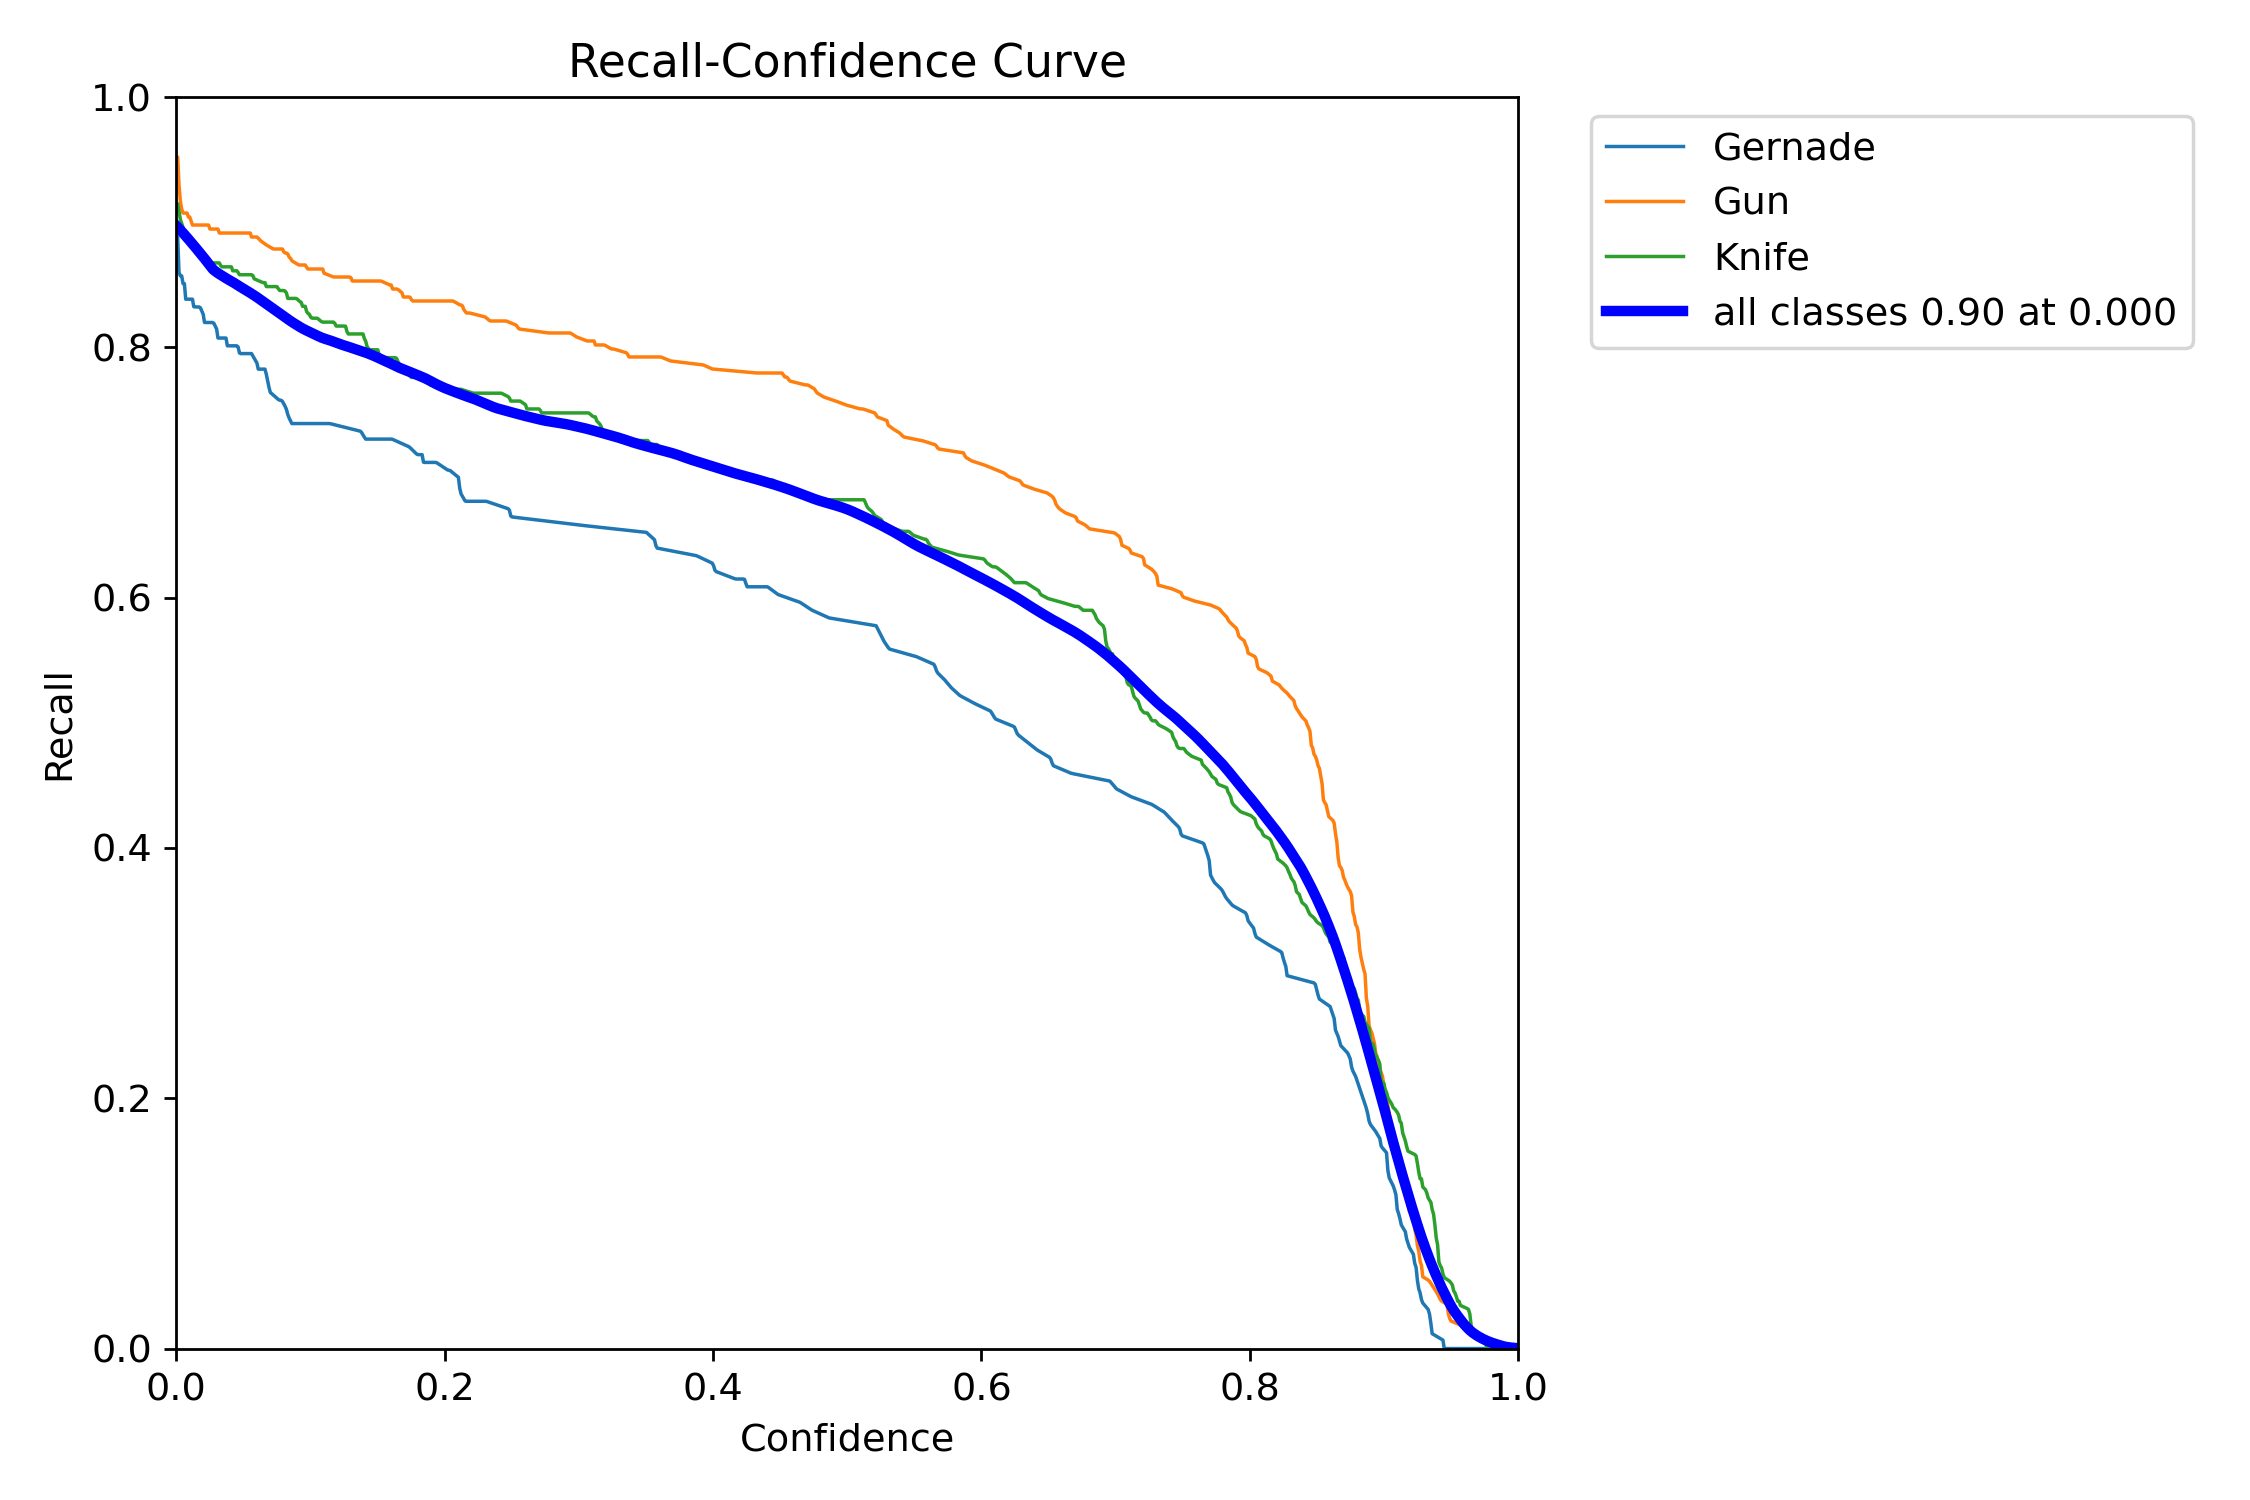 Recall-Confidence Curve
1.0
0.8
0.6
0.4
0.2
0.0
Recall
0.0 0.2 0.4 0.6 0.8 1.0
Confidence
Gernade
Gun
Knife
all classes 0.90 at 0.000